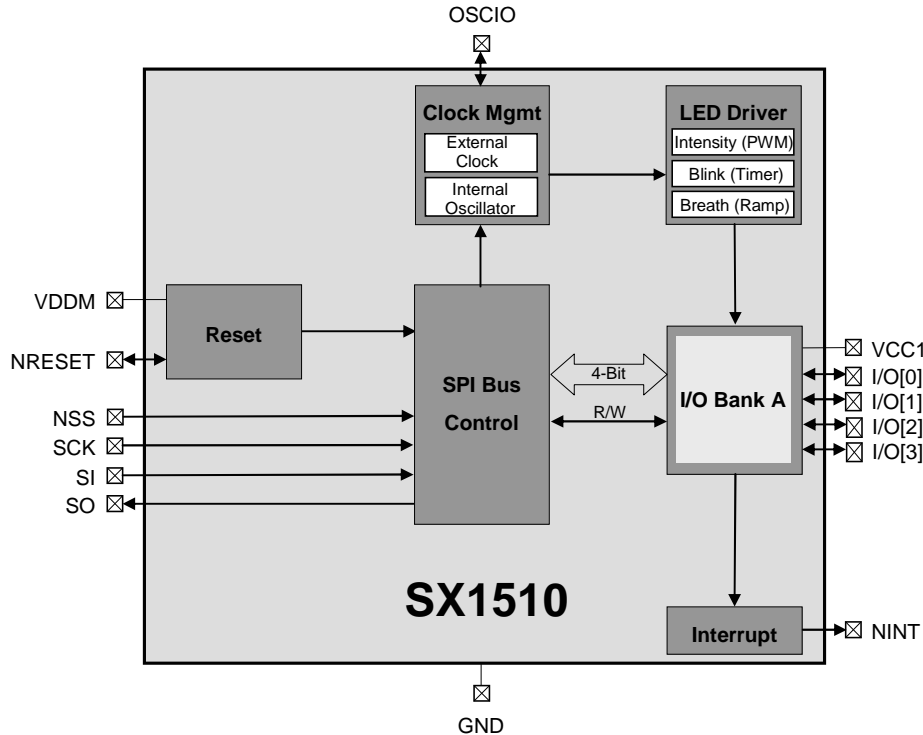 OSCIO
Clock Mgmt
External
Clock
Internal
Oscillator
LED Driver
Intensity (PWM)
Blink (Timer)
Breath (Ramp)
VDDM
NRESET
Reset
NSS
SCK
SI
SO
SPI Bus
Control
4-Bit
R/W
I/O Bank A
VCC1
I/O[0]
I/O[1]
I/O[2]
I/O[3]
SX1510
Interrupt
NINT
GND